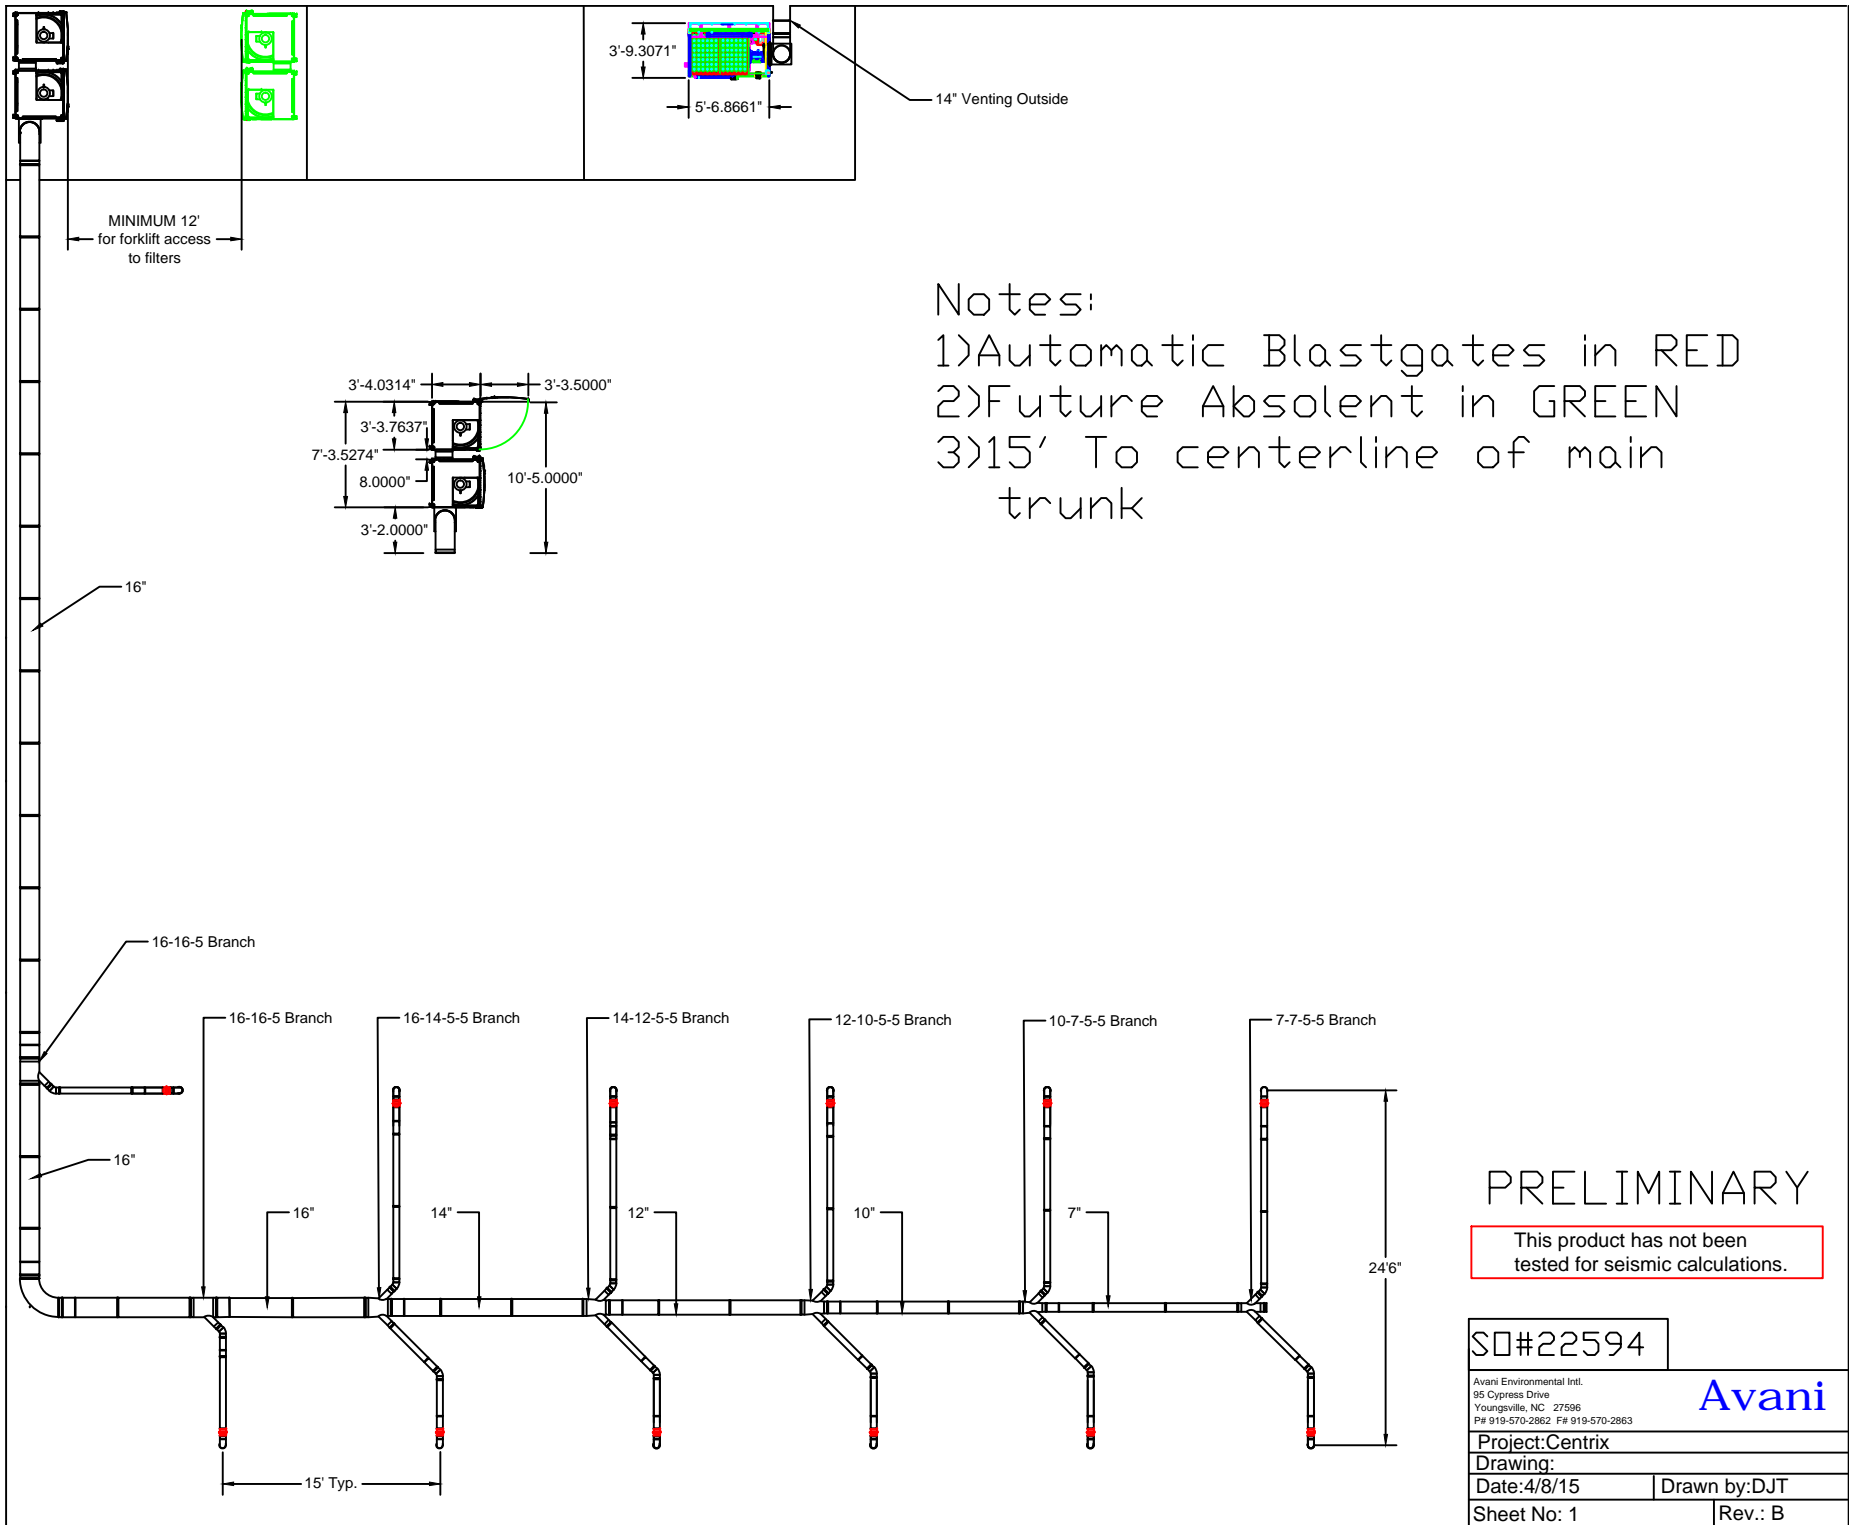 3'-9.3071"
5'-6.8661"
14" Venting Outside
MINIMUM 12'
for forklift access
to filters
Notes:
1)Automatic Blastgates in RED
2)Future Absolent in GREEN
3)15' To centerline of main
trunk
3'-4.0314"
3'-3.5000"
3'-3.7637"
7'-3.5274"
8.0000"
10'-5.0000"
3'-2.0000"
16"
16-16-5 Branch
16-16-5 Branch
16-14-5-5 Branch
14-12-5-5 Branch
12-10-5-5 Branch
10-7-5-5 Branch
7-7-5-5 Branch
16"
16"
14"
12"
10"
7"
24'6"
15' Typ.
PRELIMINARY
This product has not been
tested for seismic calculations.
SO#22594
Avani Environmental Intl.
95 Cypress Drive
Youngsville, NC 27596
P# 919-570-2862 F# 919-570-2863
Avani
Project:Centrix
Drawing:
Date:4/8/15
Drawn by:DJT
Sheet No: 1
Rev.: B